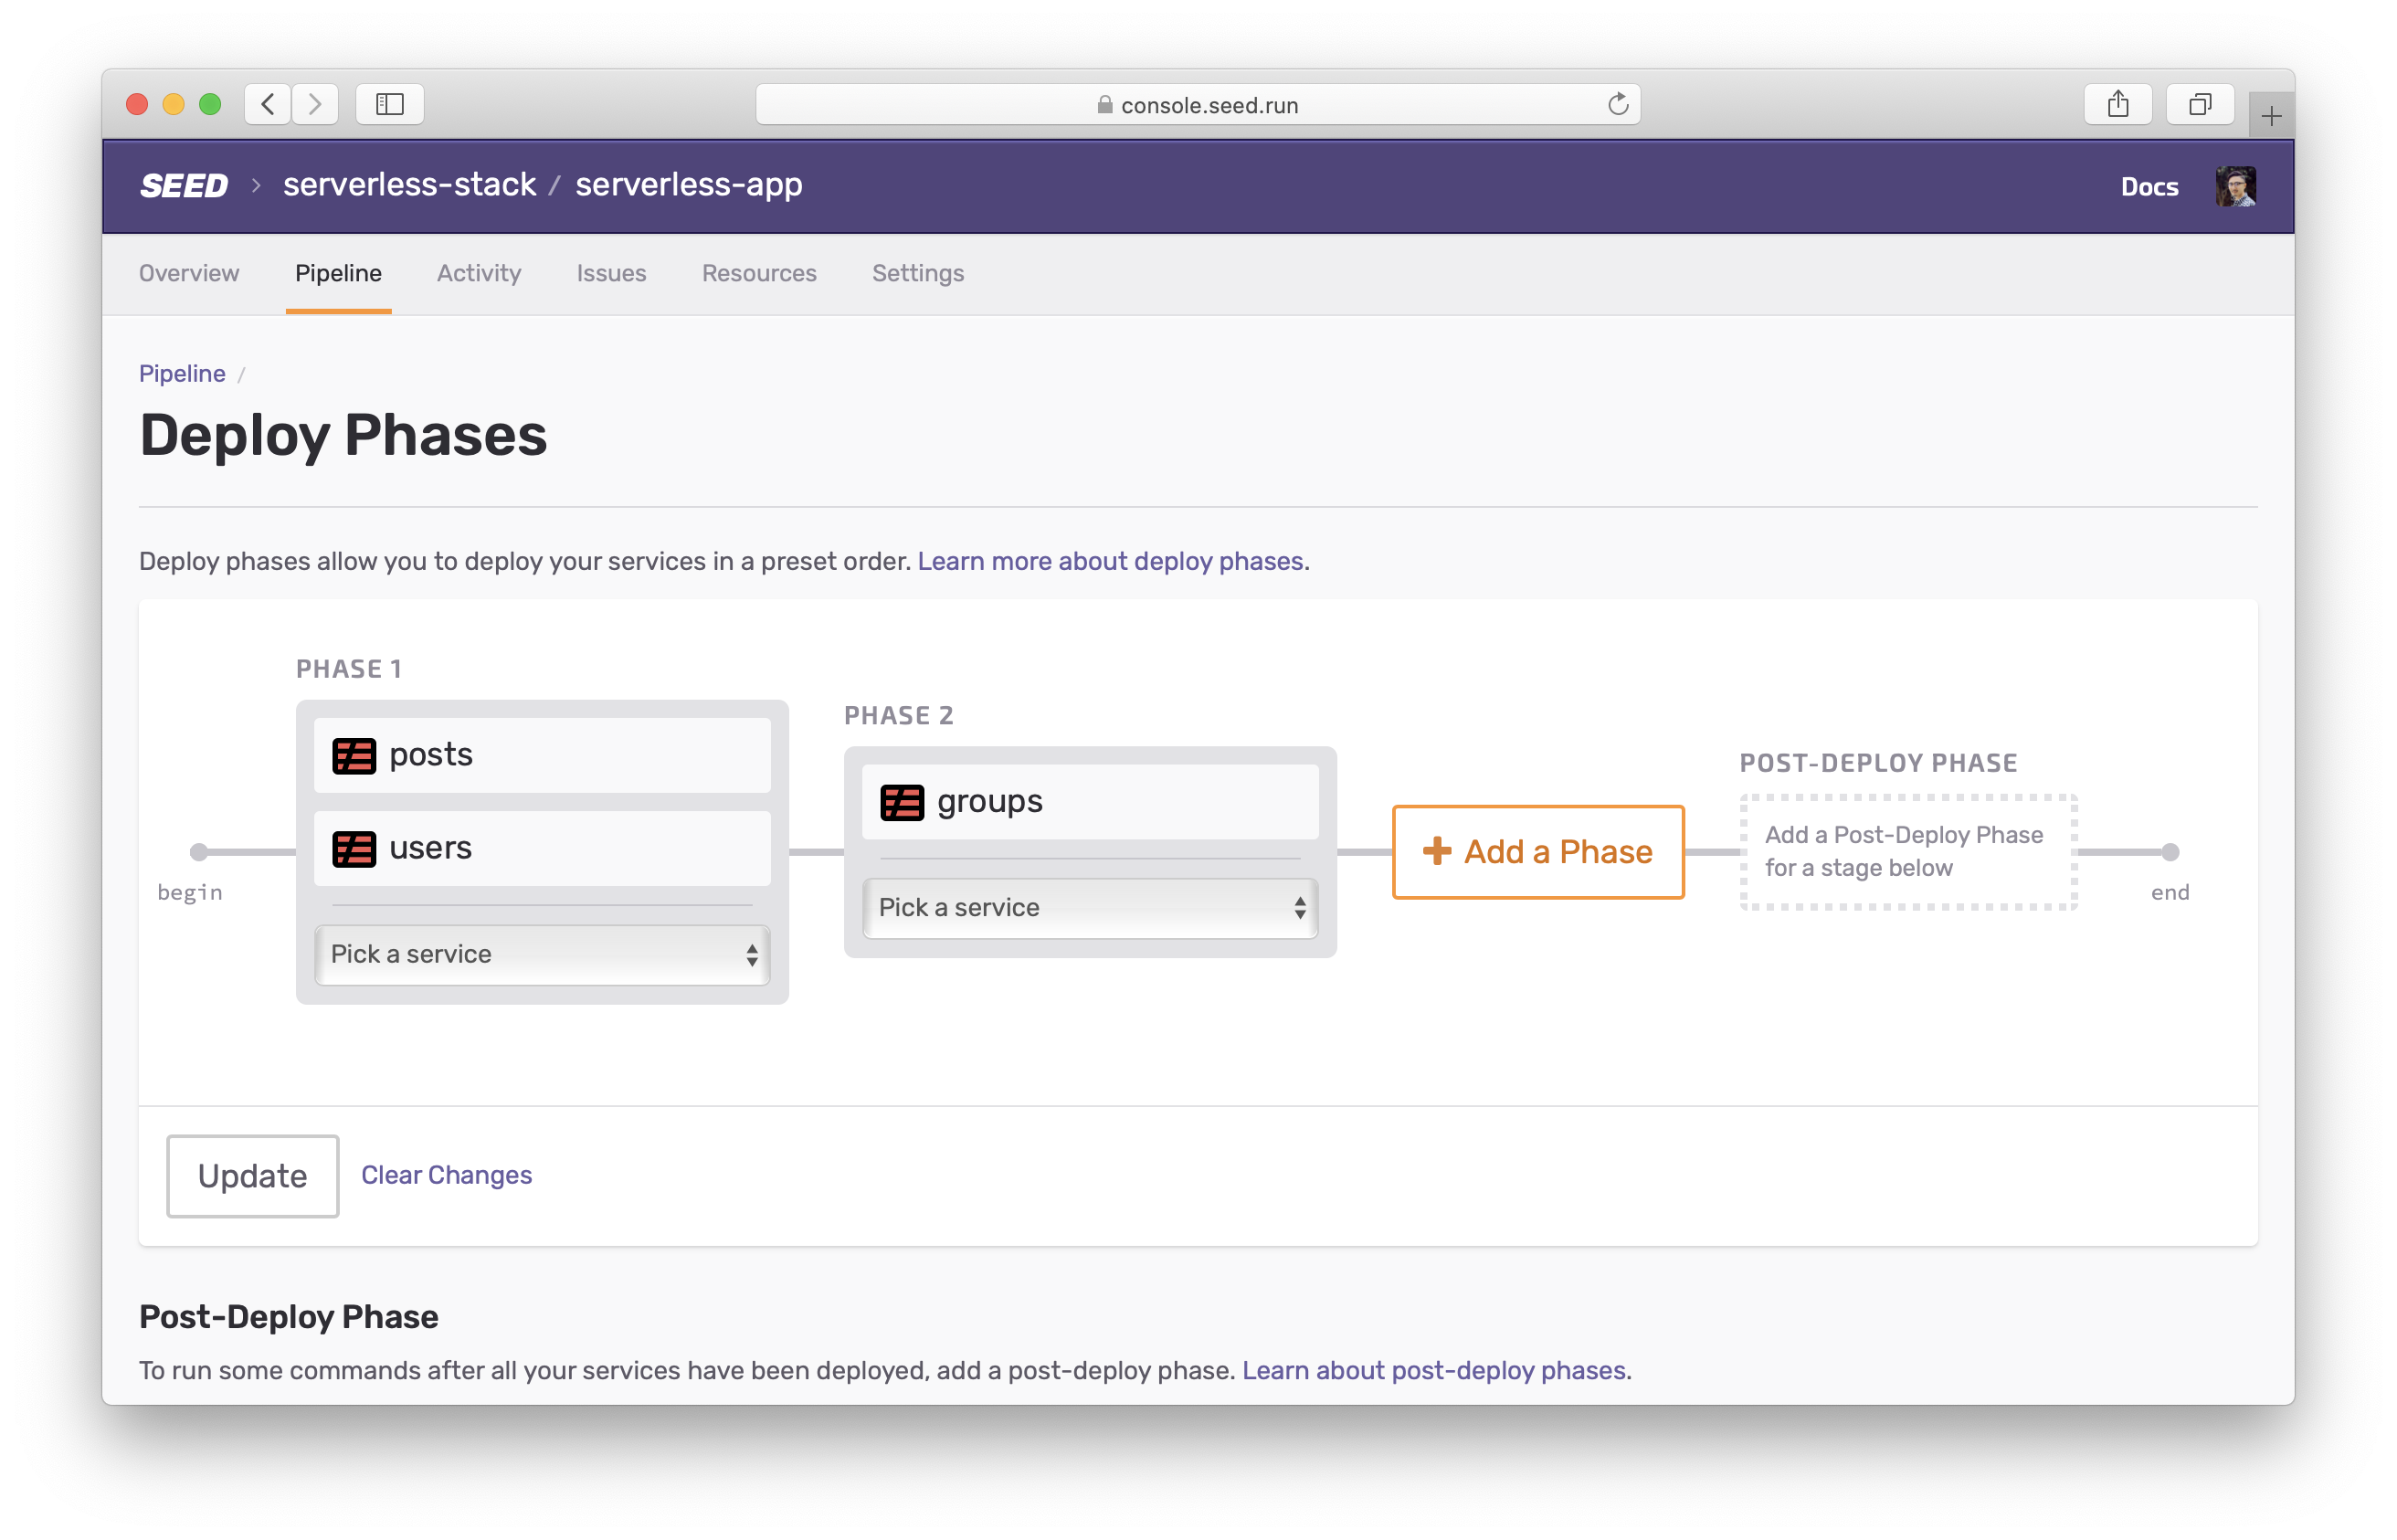 console.seed.run
SEED > serverless-stack / serverless-app
Docs
Overview Pipeline Activity Issues Resources Settings
Pipeline /
Deploy Phases
Deploy phases allow you to deploy your services in a preset order. Learn more about deploy phases.
PHASE 1
posts
users
Pick a service
PHASE 2
groups
Pick a service
+ Add a Phase
POST-DEPLOY PHASE
Add a Post-Deploy Phase
for a stage below
begin
end
Update
Clear Changes
Post-Deploy Phase
To run some commands after all your services have been deployed, add a post-deploy phase. Learn about post-deploy phases.